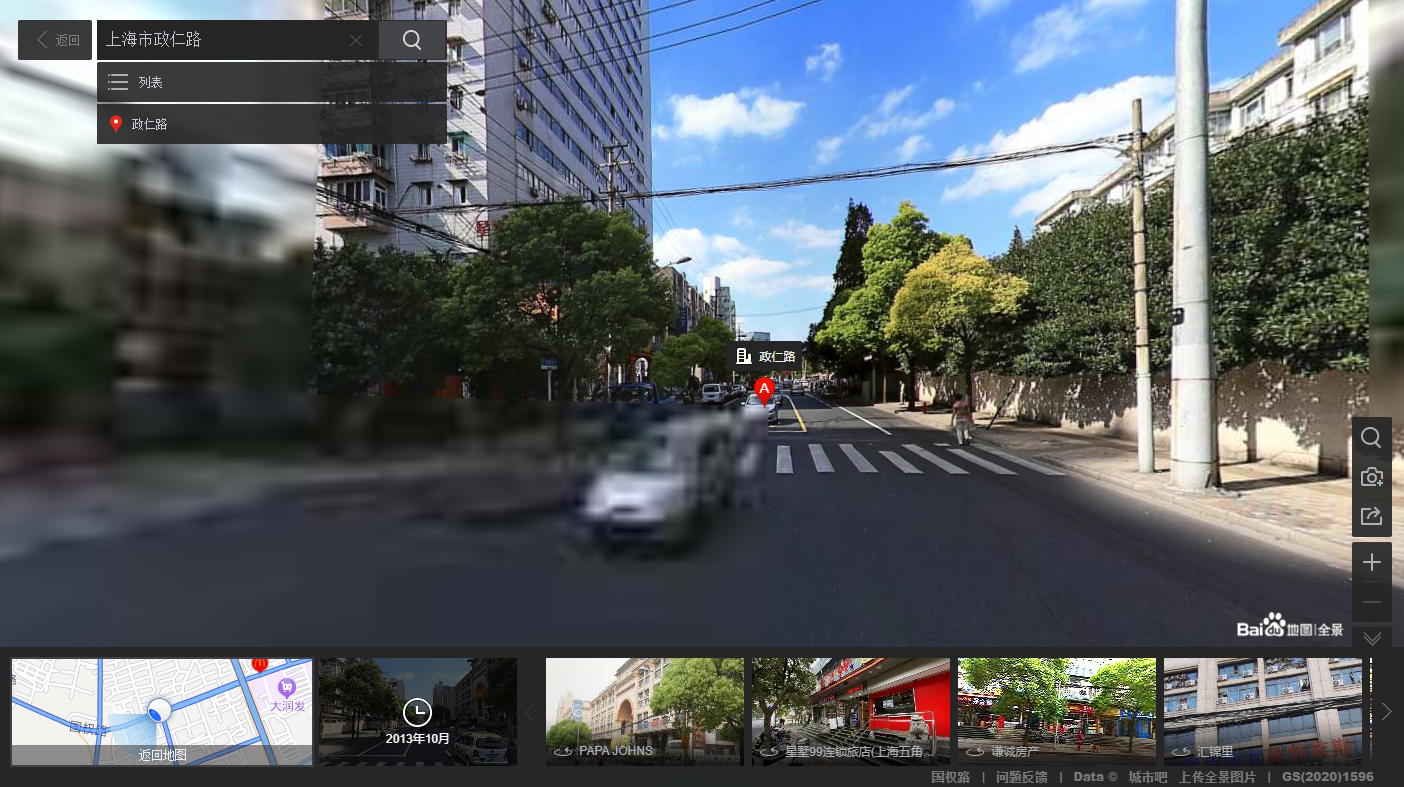 返回
上海市政仁路
列表
政仁路
政仁路
A
Bai du 地图 | 全景
大润发
国权路
返回地图
2013年10月
PAPA JOHNS
星墅99连锁旅店(上海五角
谦诚房产
汇锦里
国权路 | 问题反馈 | Data © 城市吧 上传全景图片 | GS(2020)1596